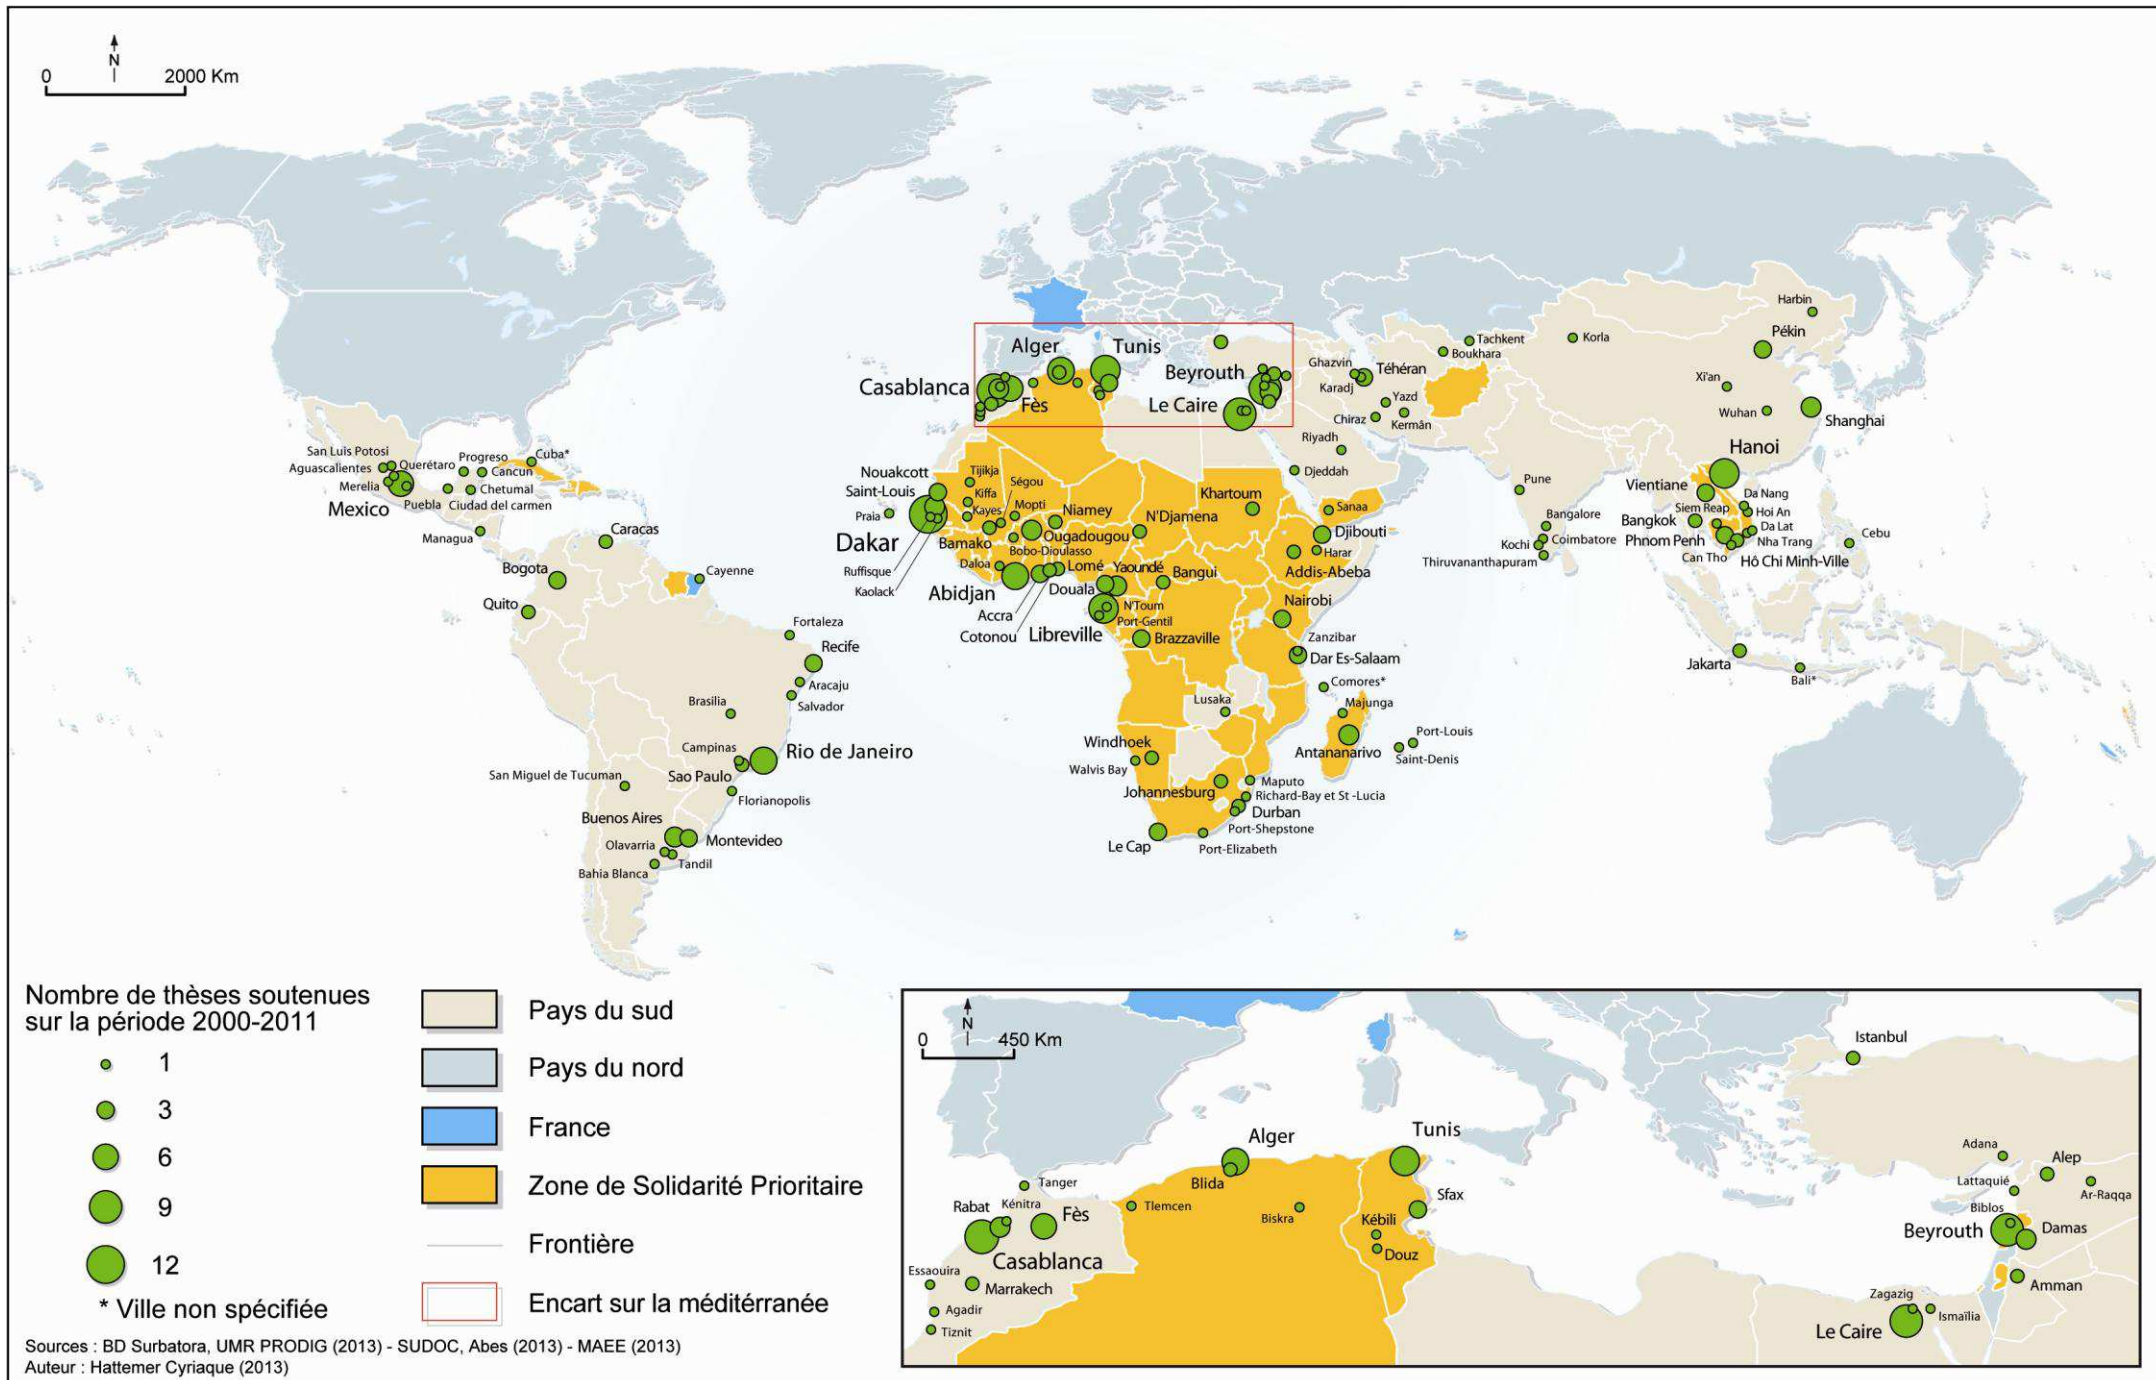 N
0 2000 Km
Alger
Tunis
Casablanca
Fès
Beyrouth
Le Caire
Ghazvin
Téhéran
Karadj
Yazd
Chiraz
Kermân
Tachkent
Boukhara
Korla
Harbin
Pékin
Xi'an
Wuhan
Shanghai
Hanoi
Riyadh
Djeddah
San Luis Potosi
Aguascalientes
Querétaro
Progreso
Cancun
Cuba*
Merelia
Puebla
Chetumal
Mexico
Ciudad del carmen
Managua
Caracas
Bogota
Cayenne
Quito
Fortaleza
Recife
Aracaju
Salvador
Brasilia
Campinas
Rio de Janeiro
San Miguel de Tucuman
Sao Paulo
Florianopolis
Buenos Aires
Montevideo
Olavarria
Tandil
Bahia Blanca
Nouakcott
Saint-Louis
Praia
Dakar
Ruffisque
Kaolack
Tijikja
Kiffa
Kayes
Ségou
Mopti
Niamey
Bamako
Ougadougou
Bobo-Dioulasso
Daloa
Lomé
Abidjan
Accra
Cotonou
Yaoundé
Douala
Bangui
N'Djamena
Khartoum
Sanaa
Djibouti
Harar
Addis-Abeba
Nairobi
N'Toum
Port-Gentil
Libreville
Brazzaville
Zanzibar
Dar Es-Salaam
Comores*
Majunga
Lusaka
Antananarivo
Port-Louis
Saint-Denis
Windhoek
Walvis Bay
Johannesburg
Maputo
Richard-Bay et St -Lucia
Durban
Port-Shepstone
Le Cap
Port-Elizabeth
Pune
Bangalore
Kochi
Coimbatore
Thiruvananthapuram
Vientiane
Da Nang
Siem Reap
Hoi An
Bangkok
Da Lat
Phnom Penh
Nha Trang
Can Tho
Hô Chi Minh-Ville
Cebu
Jakarta
Bali*
Nombre de thèses soutenues
sur la période 2000-2011
1
3
6
9
12
* Ville non spécifiée
Pays du sud
Pays du nord
France
Zone de Solidarité Prioritaire
Frontière
Encart sur la méditérranée
Sources : BD Surbatora, UMR PRODIG (2013) - SUDOC, Abes (2013) - MAEE (2013)
Auteur : Hattemer Cyriaque (2013)
N
0 450 Km
Istanbul
Alger
Tunis
Blida
Tanger
Kénitra
Rabat
Fès
Casablanca
Tlemcen
Biskra
Sfax
Kébili
Douz
Essaouira
Marrakech
Agadir
Tiznit
Adana
Alep
Lattaquié
Ar-Raqqa
Biblos
Beyrouth
Damas
Amman
Zagazig
Ismaïlia
Le Caire